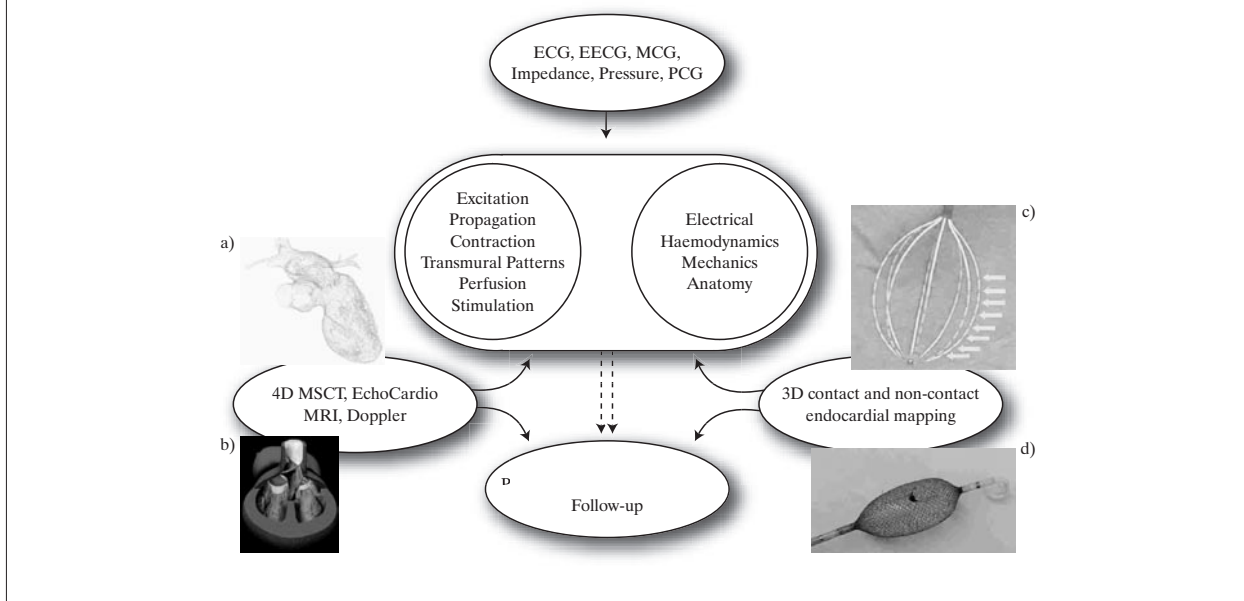 ECG, EECG, MCG,
Impedance, Pressure, PCG
Excitation
Propagation
Contraction
Transmural Patterns
Perfusion
Stimulation
Electrical
Haemodynamics
Mechanics
Anatomy
a)
c)
4D MSCT, EchoCardio
MRI, Doppler
3D contact and non-contact
endocardial mapping
b)
d)
Follow-up